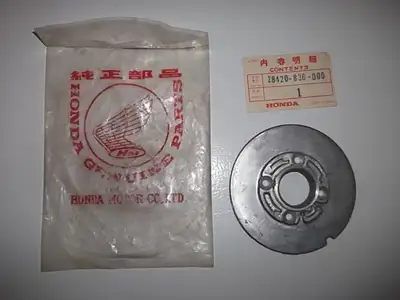 純正部品
HONDA GENUINE PARTS
HM
HONDA MOTOR CO., LTD.
内容明細
CONTENTS
28420-836-000
1
HONDA